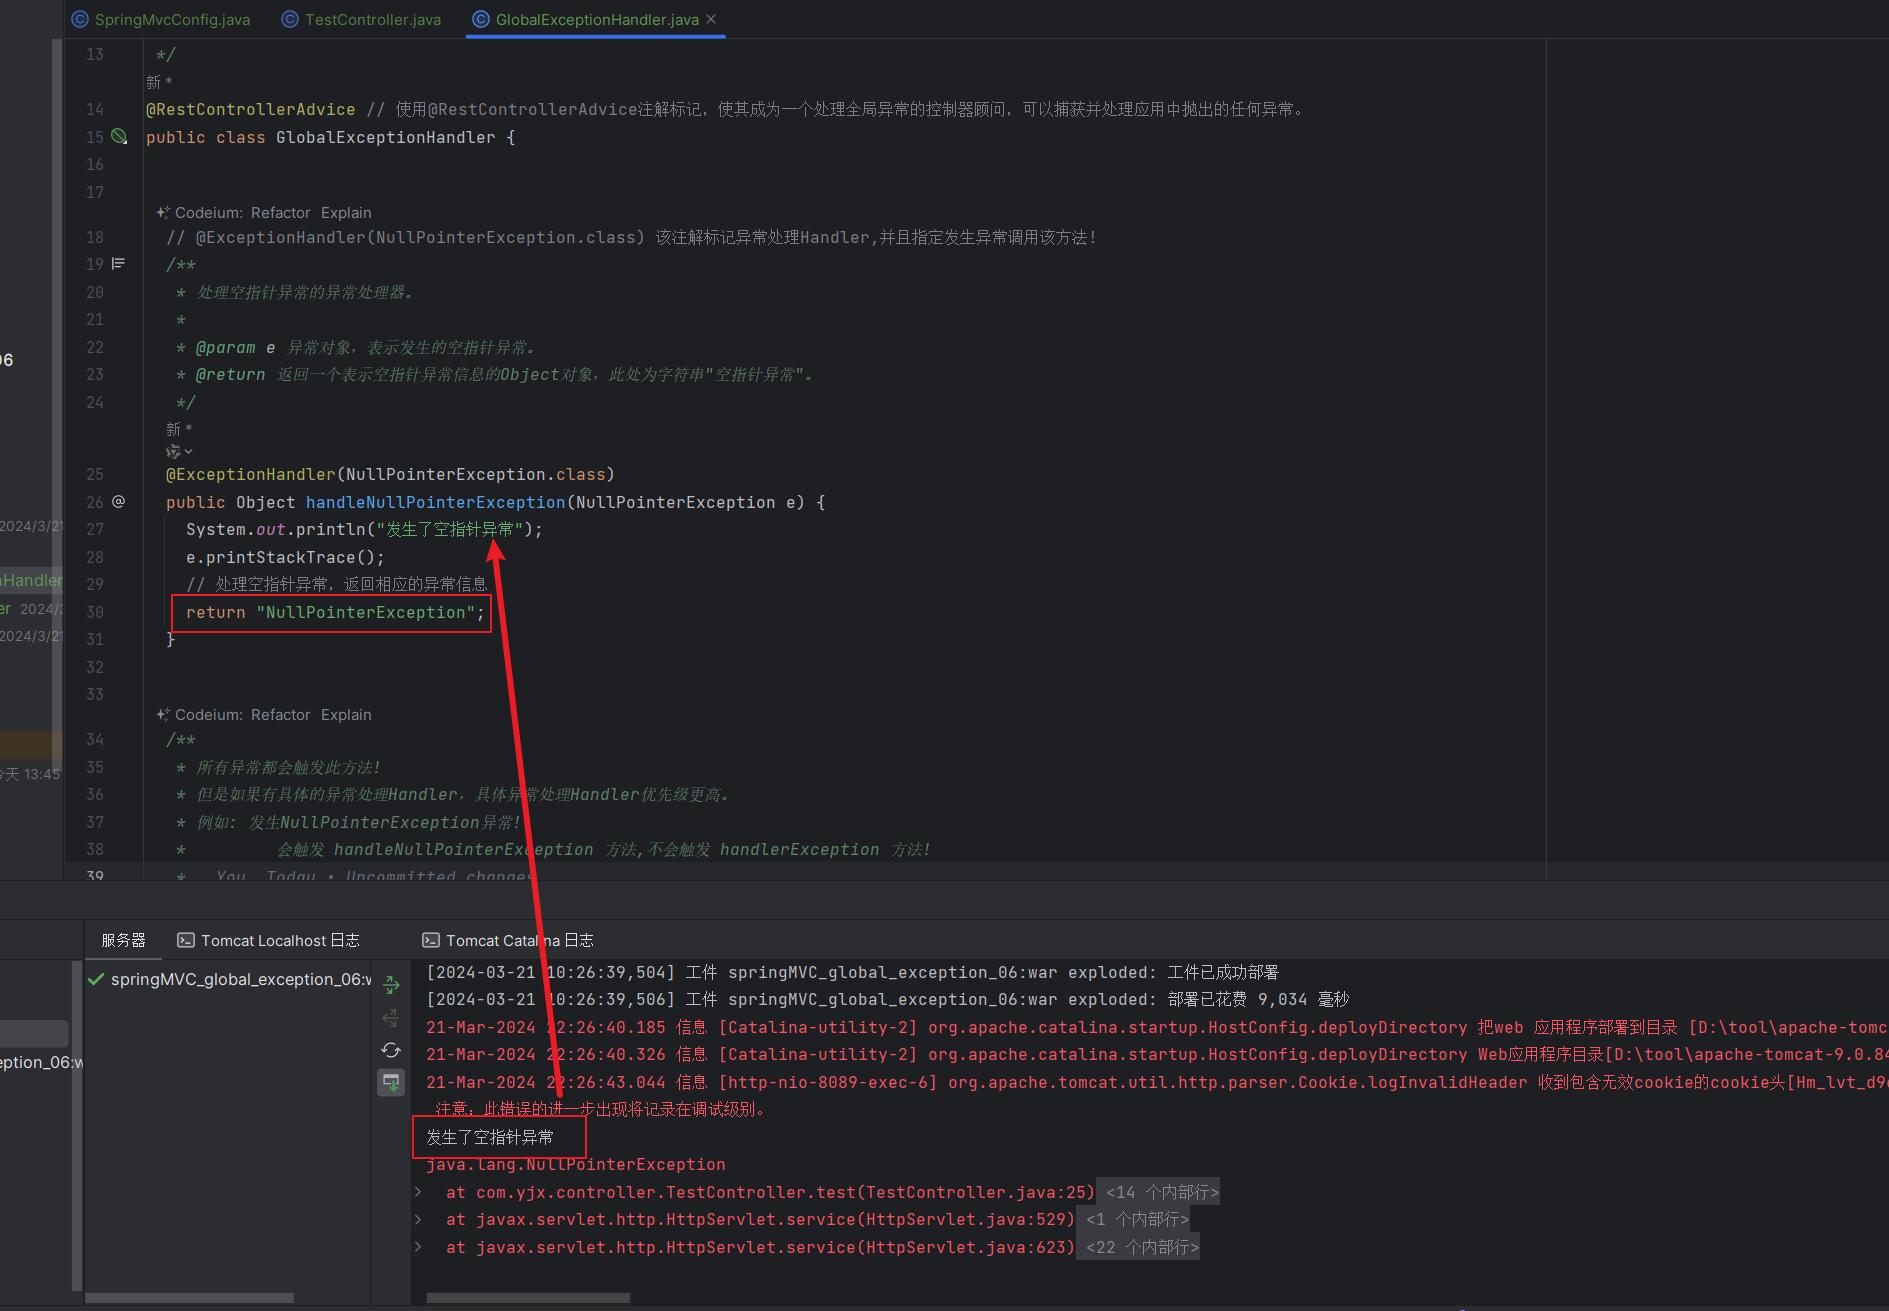 SpringMvcConfig.java TestController.java GlobalExceptionHandler.java
13 */
新 *
14 @RestControllerAdvice // 使用@RestControllerAdvice注解标记，使其成为一个处理全局异常的控制器顾问，可以捕获并处理应用中抛出的任何异常。
15 public class GlobalExceptionHandler {
16
17
Codeium: Refactor Explain
18 // @ExceptionHandler(NullPointerException.class) 该注解标记异常处理Handler,并且指定发生异常调用该方法!
19 /**
20 * 处理空指针异常的异常处理器。
21 *
22 * @param e 异常对象，表示发生的空指针异常。
23 * @return 返回一个表示空指针异常信息的Object对象，此处为字符串"空指针异常"。
24 */
新 *
25 @ExceptionHandler(NullPointerException.class)
26 public Object handleNullPointerException(NullPointerException e) {
27 System.out.println("发生了空指针异常");
28 e.printStackTrace();
29 // 处理空指针异常，返回相应的异常信息
30 return "NullPointerException";
31 }
32
33
Codeium: Refactor Explain
34 /**
35 * 所有异常都会触发此方法!
36 * 但是如果有具体的异常处理Handler，具体异常处理Handler优先级更高。
37 * 例如: 发生NullPointerException异常!
38 * 会触发 handleNullPointerException 方法,不会触发 handlerException 方法!
39 * You, Today • Uncommitted changes
06
2024/3/21
nHandler
er 2024/3
2024/3/21
今天 13:45
服务器 Tomcat Localhost 日志 Tomcat Catalina 日志
springMVC_global_exception_06:w
eption_06:w
[2024-03-21 10:26:39,504] 工件 springMVC_global_exception_06:war exploded: 工件已成功部署
[2024-03-21 10:26:39,506] 工件 springMVC_global_exception_06:war exploded: 部署已花费 9,034 毫秒
21-Mar-2024 22:26:40.185 信息 [Catalina-utility-2] org.apache.catalina.startup.HostConfig.deployDirectory 把web 应用程序部署到目录 [D:\tool\apache-tomc
21-Mar-2024 22:26:40.326 信息 [Catalina-utility-2] org.apache.catalina.startup.HostConfig.deployDirectory Web应用程序目录[D:\tool\apache-tomcat-9.0.84
21-Mar-2024 22:26:43.044 信息 [http-nio-8089-exec-6] org.apache.tomcat.util.http.parser.Cookie.logInvalidHeader 收到包含无效cookie的cookie头[Hm_lvt_d9
注意：此错误的进一步出现将记录在调试级别。
发生了空指针异常
java.lang.NullPointerException
at com.yjx.controller.TestController.test(TestController.java:25) <14 个内部行>
at javax.servlet.http.HttpServlet.service(HttpServlet.java:529) <1 个内部行>
at javax.servlet.http.HttpServlet.service(HttpServlet.java:623) <22 个内部行>